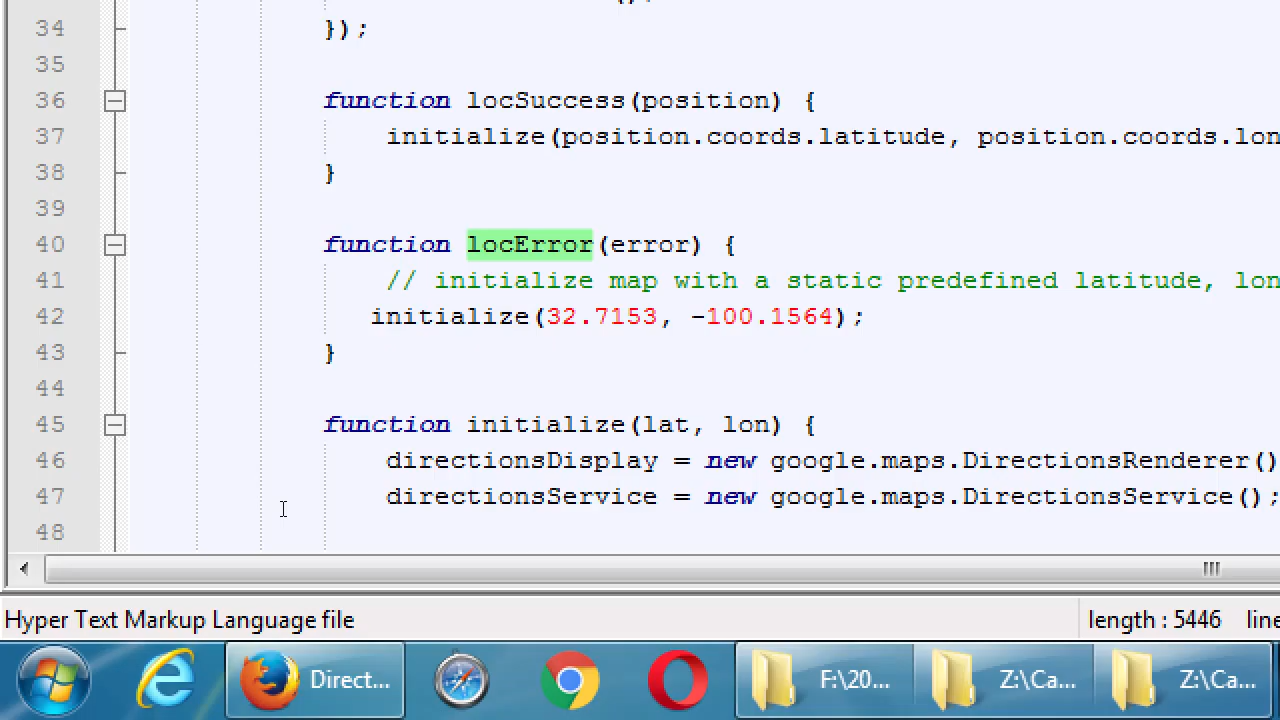 34 });
35
36 function locSuccess(position) {
37 initialize(position.coords.latitude, position.coords.lon
38 }
39
40 function locError(error) {
41 // initialize map with a static predefined latitude, lon
42 initialize(32.7153, -100.1564);
43 }
44
45 function initialize(lat, lon) {
46 directionsDisplay = new google.maps.DirectionsRenderer()
47 directionsService = new google.maps.DirectionsService();
48
Hyper Text Markup Language file length : 5446 line
Direct... F:\20... Z:\Ca... Z:\Ca...